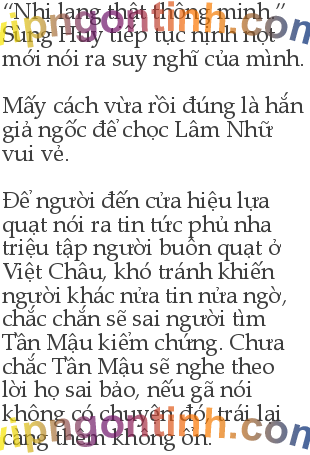 “Nhị lang thật thông minh.”
Sùng Huy tiếp tục nịnh nọt
mới nói ra suy nghĩ của mình.
Mấy cách vừa rồi đúng là hắn
giả ngốc để chọc Lâm Nhữ
vui vẻ.
Để người đến cửa hiệu lựa
quạt nói ra tin tức phủ nha
triệu tập người buôn quạt ở
Việt Châu, khó tránh khiến
người khác nửa tin nửa ngờ,
chắc chắn sẽ sai người tìm
Tần Mậu kiểm chứng. Chưa
chắc Tần Mậu sẽ nghe theo
lời họ sai bảo, nếu gã nói
không có chuyện đó, trái lại
càng thêm không ổn.
vipngontinh.com
vipngontinh.com